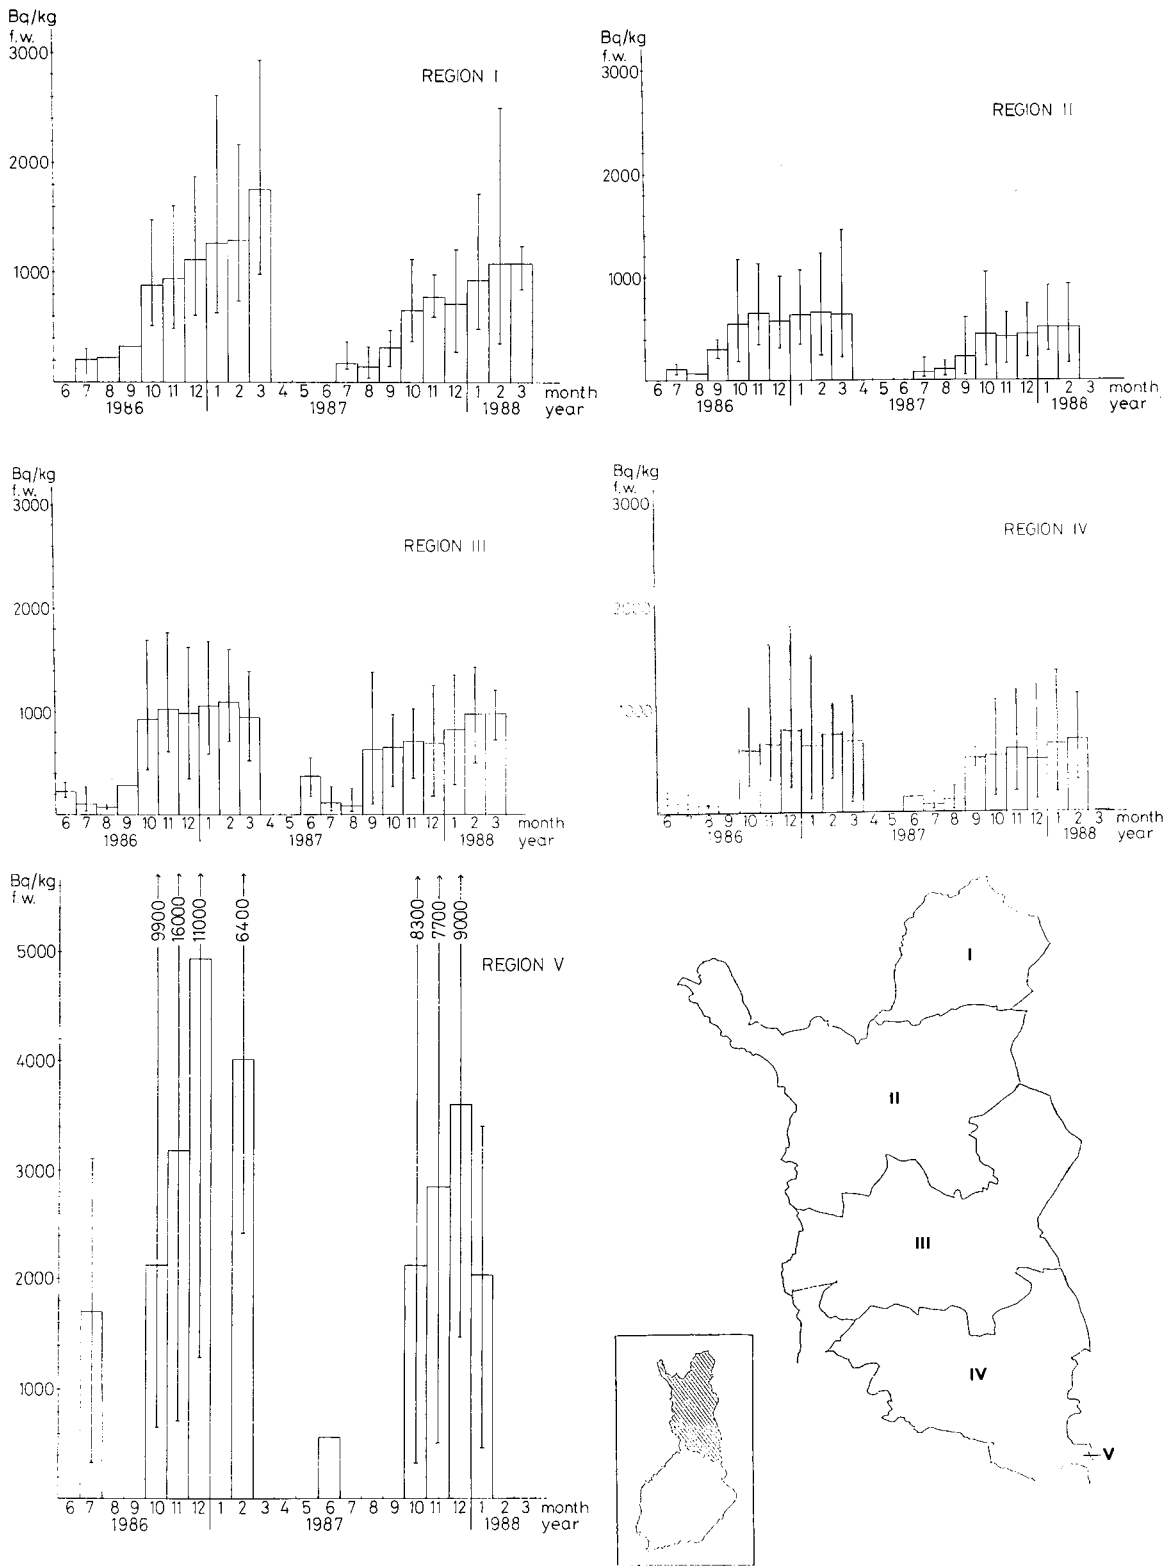 Bq/kg
f.w.
3000
REGION I
2000
1000
6 7 8 9 10 11 12 1 2 3 4 5 6 7 8 9 10 11 12 1 2 3 month
1986 1987 1988 year
Bq/kg
f.w.
3000
REGION II
2000
1000
6 7 8 9 10 11 12 1 2 3 4 5 6 7 8 9 10 11 12 1 2 3 month
1986 1987 1988 year
Bq/kg
f.w.
3000
REGION III
2000
1000
6 7 8 9 10 11 12 1 2 3 4 5 6 7 8 9 10 11 12 1 2 3 month
1986 1987 1988 year
Bq/kg
f.w.
3000
REGION IV
2000
1000
6 7 8 9 10 11 12 1 2 3 4 5 6 7 8 9 10 11 12 1 2 3 month
1986 1987 1988 year
Bq/kg
f.w.
9900
16000
11000
6400
8300
7700
9000
REGION V
5000
4000
3000
2000
1000
6 7 8 9 10 11 12 1 2 3 4 5 6 7 8 9 10 11 12 1 2 3 month
1986 1987 1988 year
I
II
III
IV
V